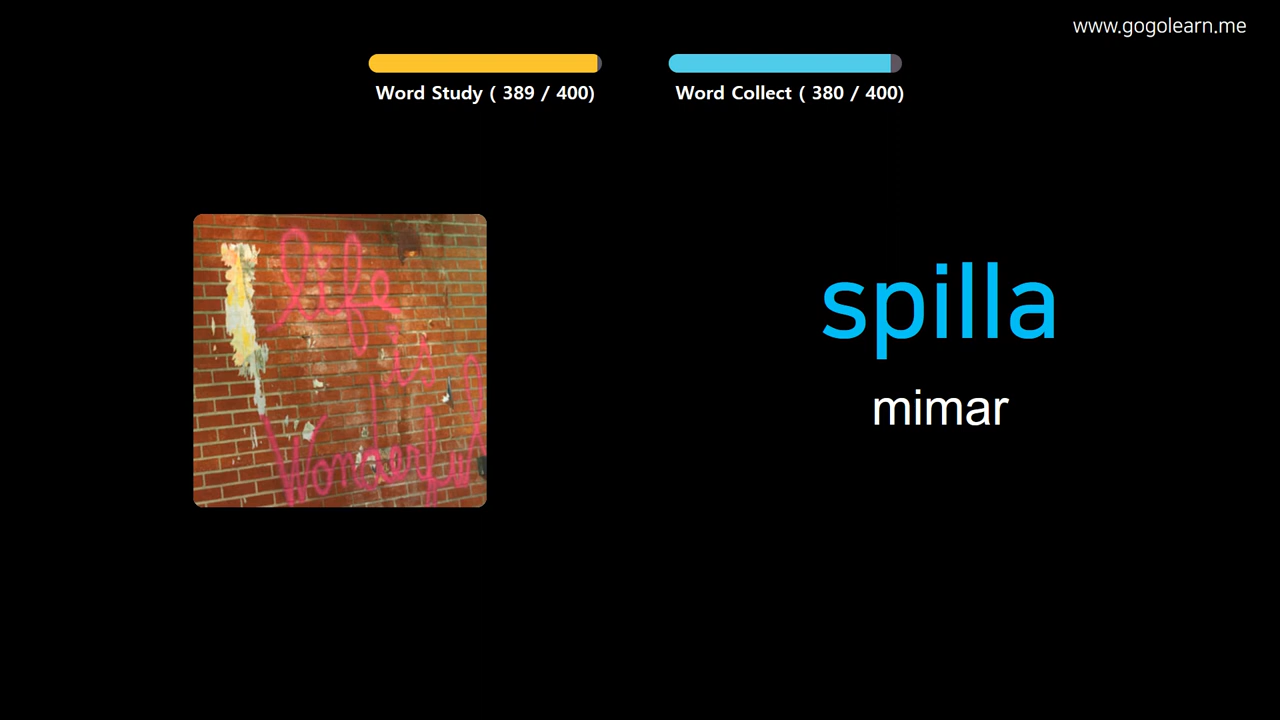 www.gogolearn.me
Word Study ( 389 / 400)
Word Collect ( 380 / 400)
life
is
Wonderful
spilla
mimar